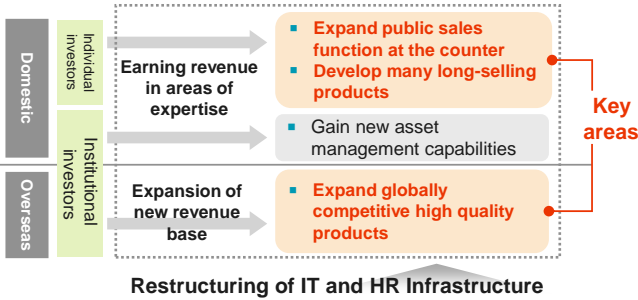 Domestic
Individual
investors
Earning revenue
in areas of
expertise
▪ Expand public sales
function at the counter
▪ Develop many long-selling
products
Key
areas
Institutional
investors
▪ Gain new asset
management capabilities
Overseas
Expansion of
new revenue
base
▪ Expand globally
competitive high quality
products
Restructuring of IT and HR Infrastructure